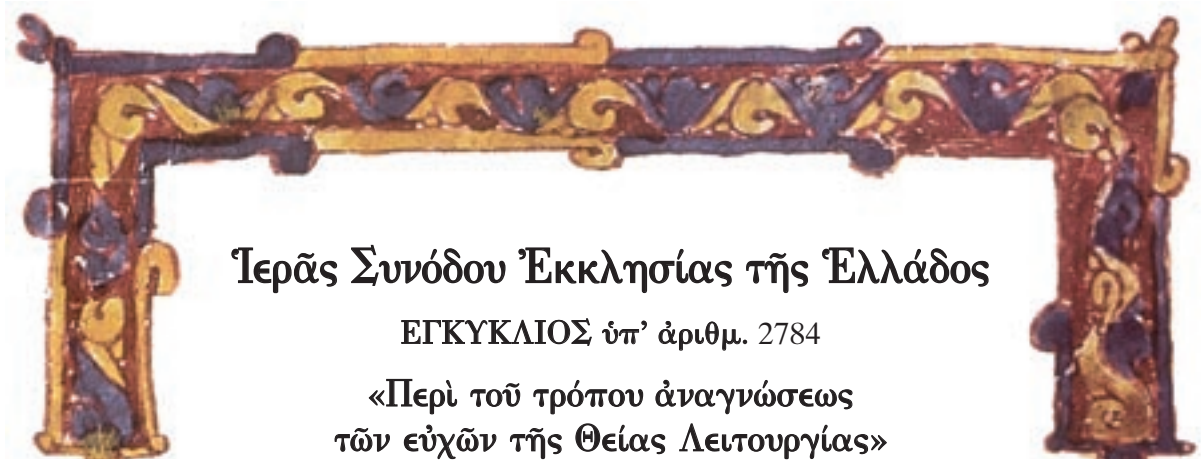 Ἱερᾶς Συνόδου Ἐκκλησίας τῆς Ἑλλάδος
ΕΓΚΥΚΛΙΟΣ ὑπ’ ἀριθμ. 2784
«Περὶ τοῦ τρόπου ἀναγνώσεως
τῶν εὐχῶν τῆς Θείας Λειτουργίας»